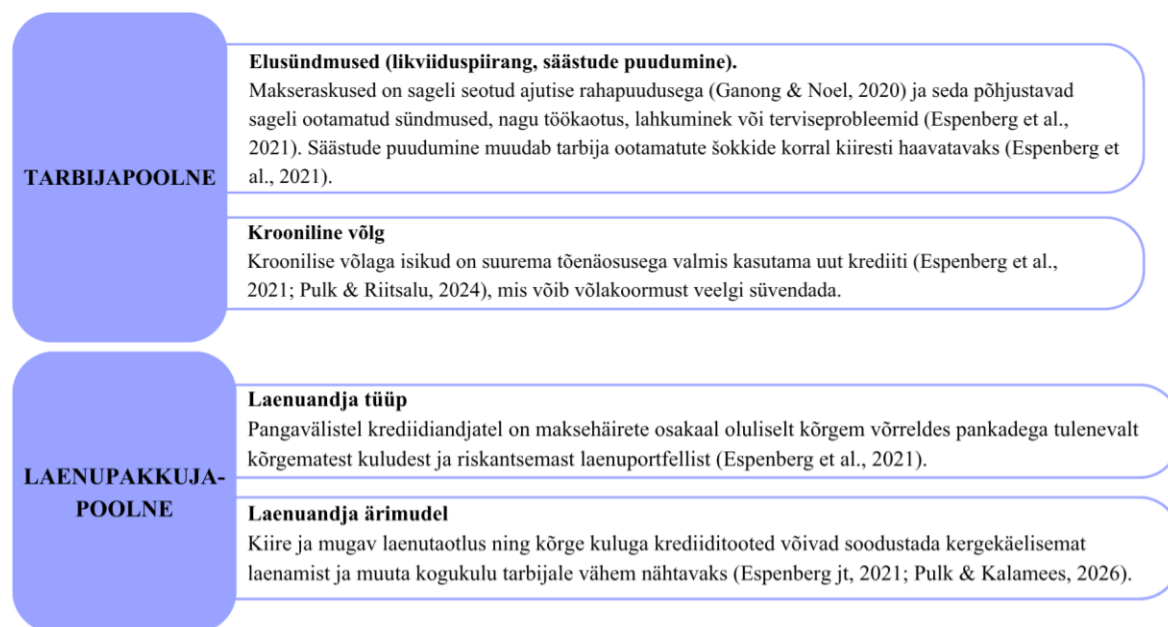 TARBIJAPOOLNE
Elusündmused (likviiduspiirang, säästude puudumine).
Makseraskused on sageli seotud ajutise rahapuudusega (Ganong & Noel, 2020) ja seda põhjustavad
sageli ootamatud sündmused, nagu töökaotus, lahkuminek või terviseprobleemid (Espenberg et al.,
2021). Säästude puudumine muudab tarbija ootamatute šokkide korral kiiresti haavatavaks (Espenberg et
al., 2021).
Krooniline võlg
Kroonilise võlaga isikud on suurema tõenäosusega valmis kasutama uut krediiti (Espenberg et al.,
2021; Pulk & Riitsalu, 2024), mis võib võlakoormust veelgi süvendada.
LAENUPAKKUJA-
POOLNE
Laenuandja tüüp
Pangavälistel krediidiandjatel on maksehäirete osakaal oluliselt kõrgem võrreldes pankadega tulenevalt
kõrgematest kuludest ja riskantsemast laenuportfellist (Espenberg et al., 2021).
Laenuandja ärimudel
Kiire ja mugav laenutaotlus ning kõrge kuluga krediiditooted võivad soodustada kergekäelisemat
laenamist ja muuta kogukulu tarbijale vähem nähtavaks (Espenberg jt, 2021; Pulk & Kalamees, 2026).